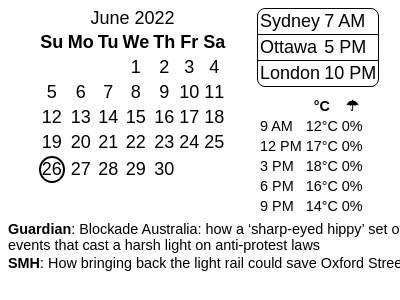 June 2022
Su Mo Tu We Th Fr Sa
1 2 3 4
5 6 7 8 9 10 11
12 13 14 15 16 17 18
19 20 21 22 23 24 25
26 27 28 29 30
Sydney 7 AM
Ottawa 5 PM
London 10 PM
°C ☂
9 AM 12°C 0%
12 PM 17°C 0%
3 PM 18°C 0%
6 PM 16°C 0%
9 PM 14°C 0%
Guardian: Blockade Australia: how a ‘sharp-eyed hippy’ set o
events that cast a harsh light on anti-protest laws
SMH: How bringing back the light rail could save Oxford Stree